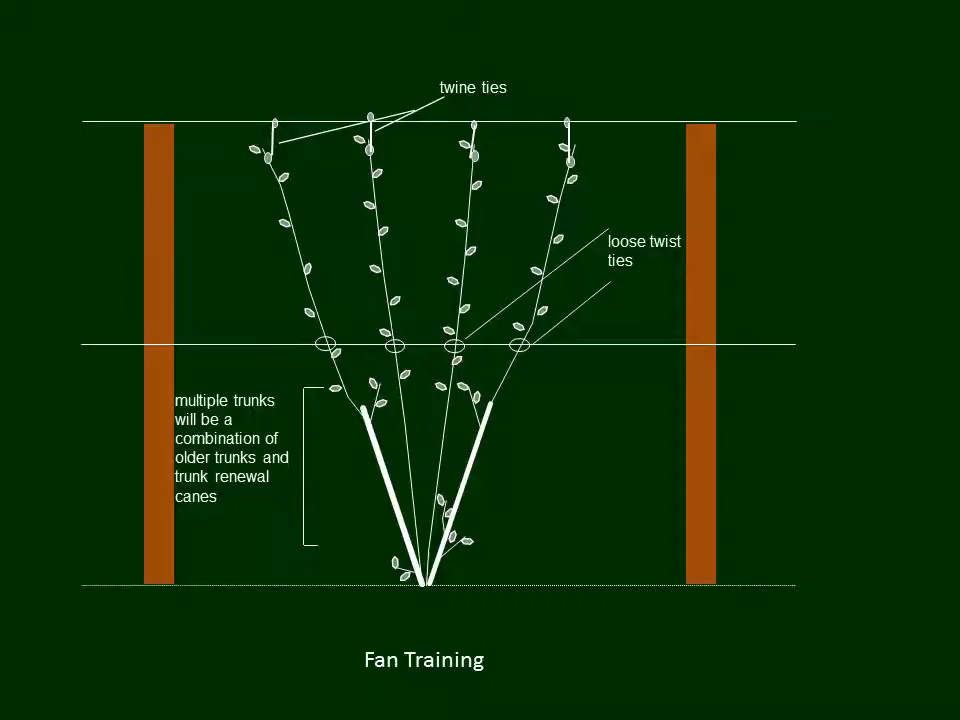 twine ties
loose twist
ties
multiple trunks
will be a
combination of
older trunks and
trunk renewal
canes
Fan Training